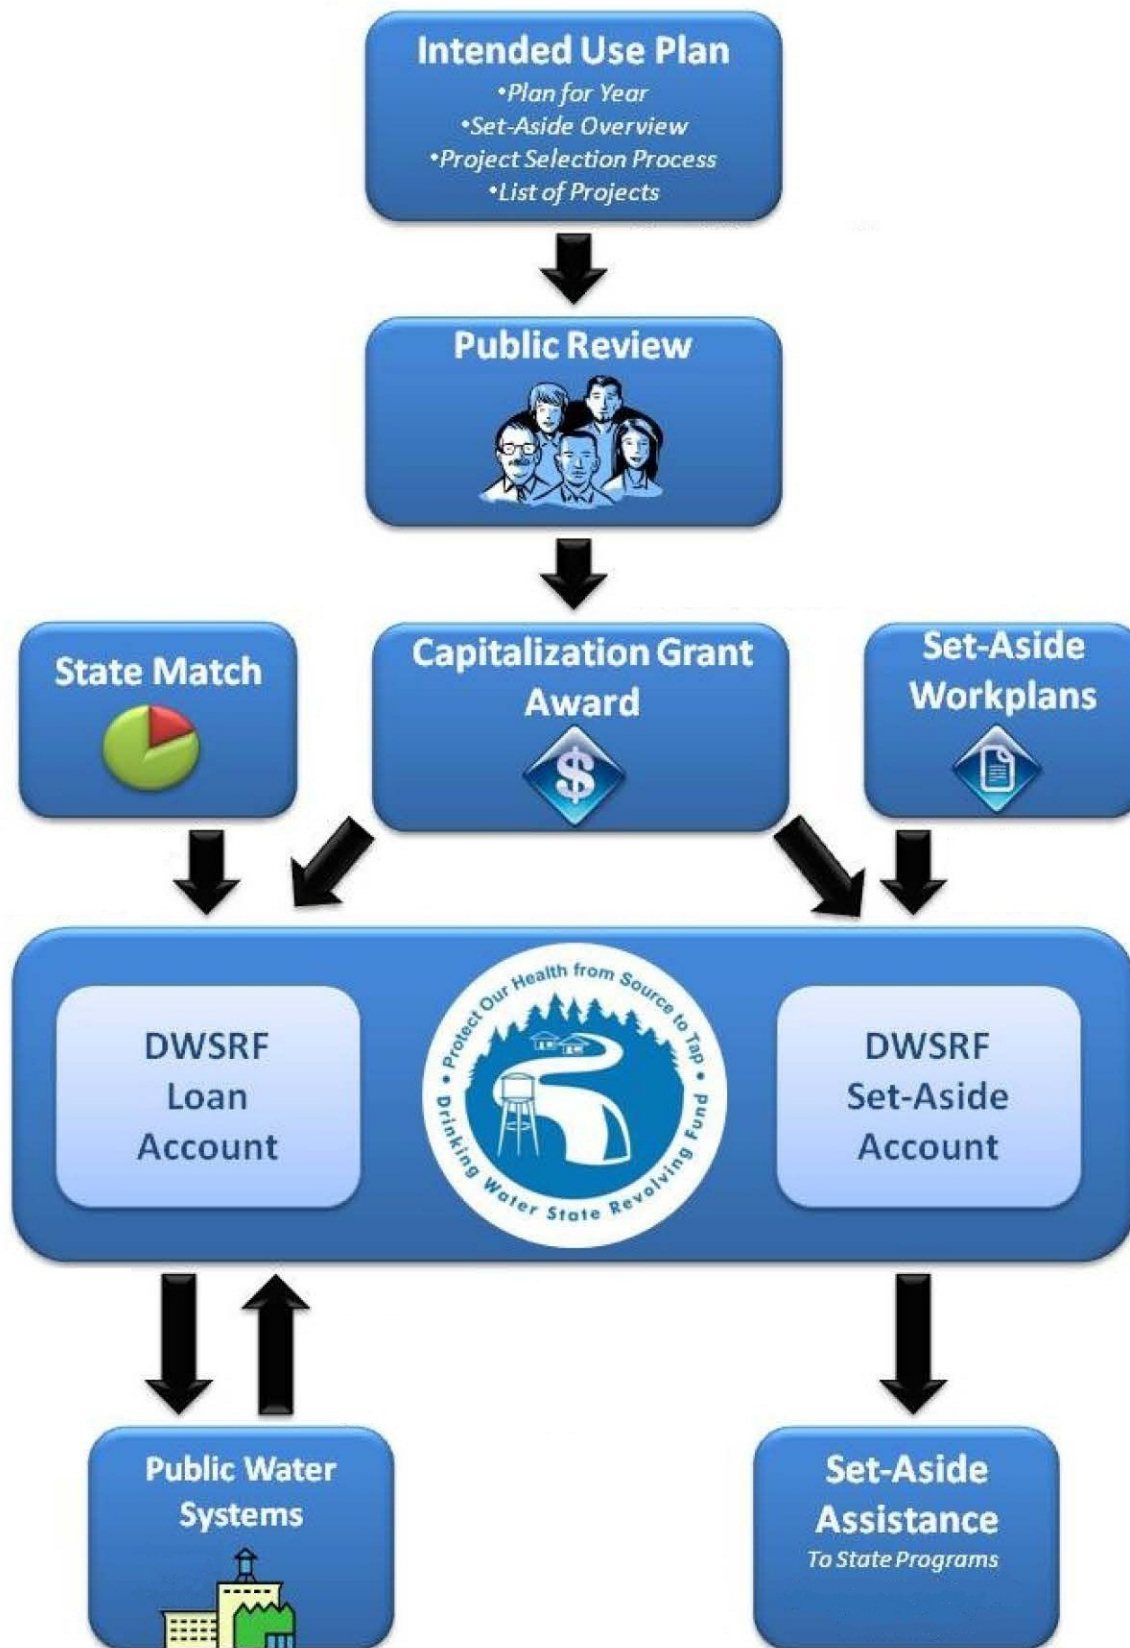 Intended Use Plan
•Plan for Year
•Set-Aside Overview
•Project Selection Process
•List of Projects
Public Review
State Match
Capitalization Grant
Award
Set-Aside
Workplans
$
DWSRF
Loan
Account
• Protect Our Health from Source to Tap •
Drinking Water State Revolving Fund
DWSRF
Set-Aside
Account
Public Water
Systems
Set-Aside
Assistance
To State Programs